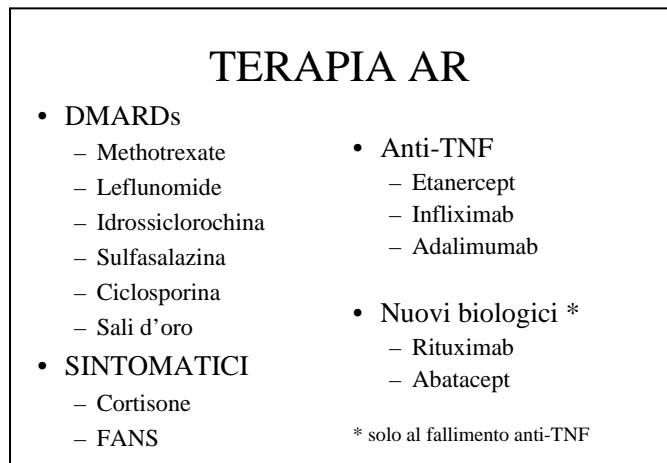 TERAPIA AR
• DMARDs
– Methotrexate
– Leflunomide
– Idrossiclorochina
– Sulfasalazina
– Ciclosporina
– Sali d’oro
• SINTOMATICI
– Cortisone
– FANS
• Anti-TNF
– Etanercept
– Infliximab
– Adalimumab
• Nuovi biologici *
– Rituximab
– Abatacept
* solo al fallimento anti-TNF